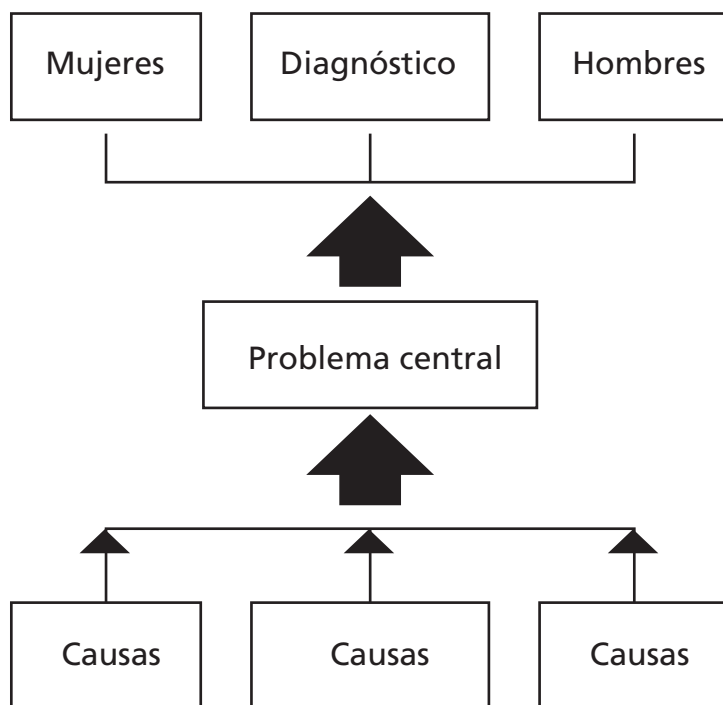 Mujeres
Diagnóstico
Hombres
Problema central
Causas
Causas
Causas